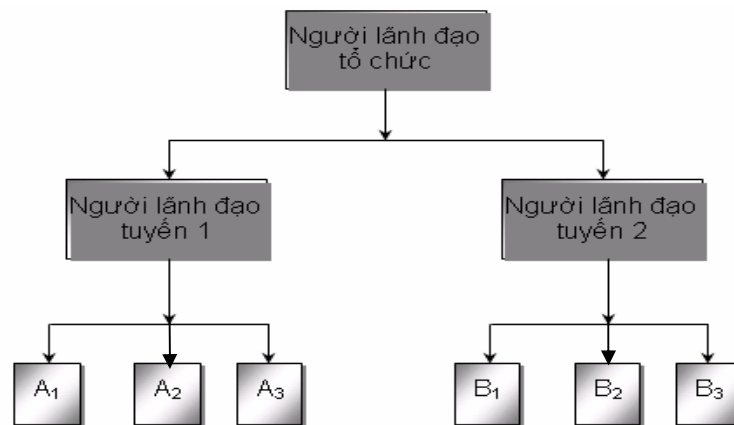 Người lãnh đạo
tổ chức
Người lãnh đạo
tuyến 1
Người lãnh đạo
tuyến 2
A₁
A₂
A₃
B₁
B₂
B₃